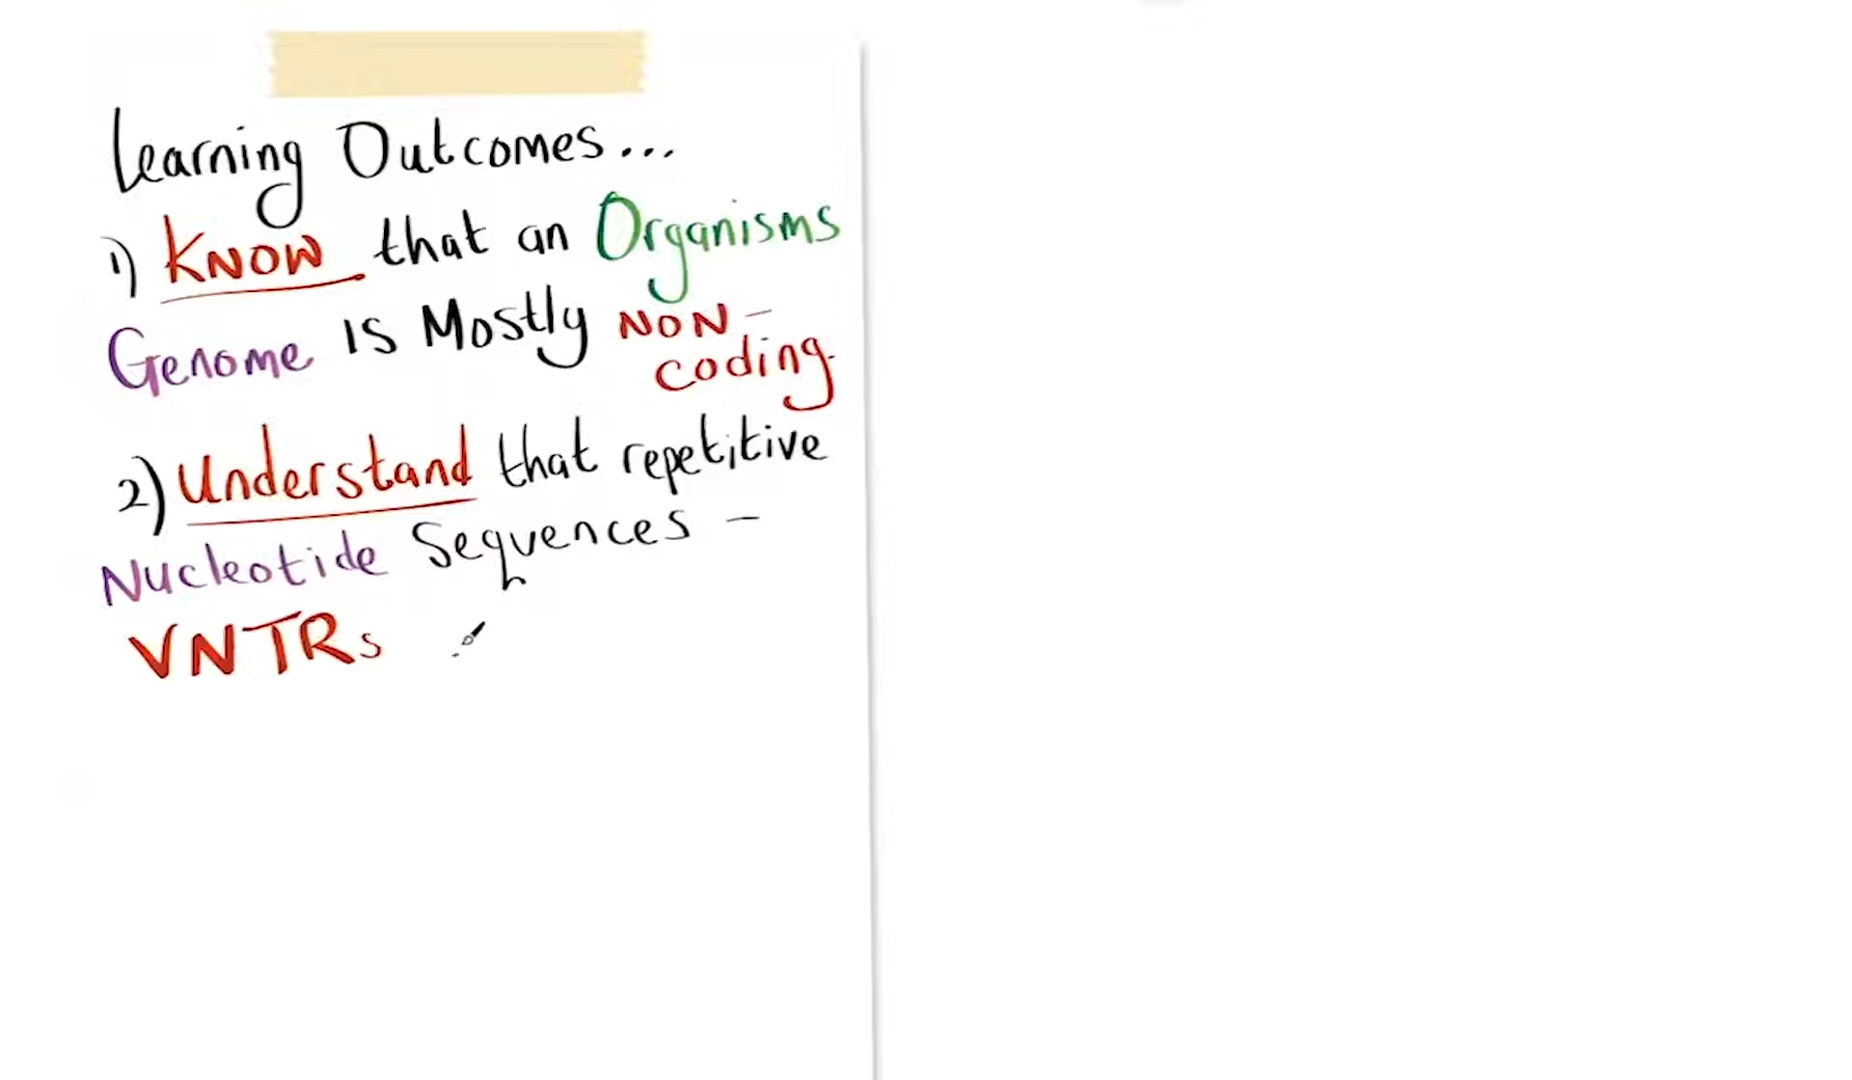 Learning Outcomes...
1) KNOW that an Organisms
Genome IS Mostly NON-
coding.
2) Understand that repetitive
Nucleotide Sequences -
VNTRs